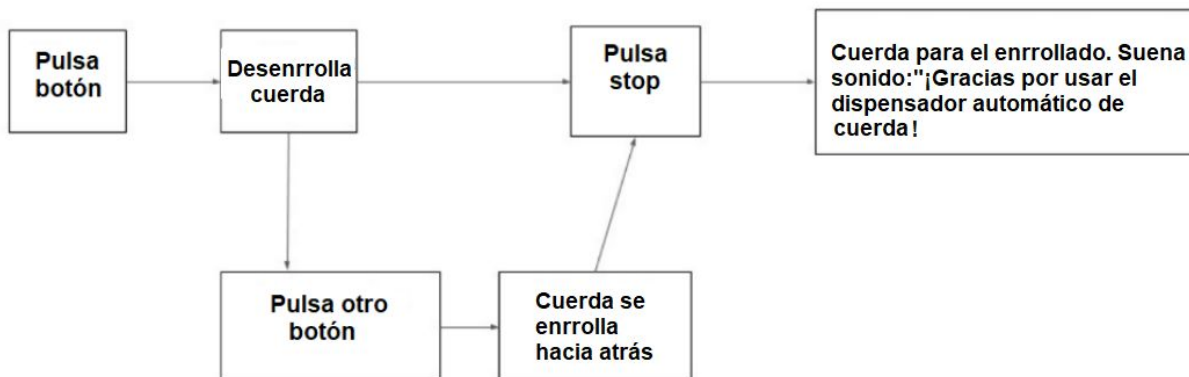 Pulsa
botón
Desenrrolla
cuerda
Pulsa
stop
Cuerda para el enrrollado. Suena
sonido:"¡Gracias por usar el
dispensador automático de
cuerda!
Pulsa otro
botón
Cuerda se
enrrolla
hacia atrás